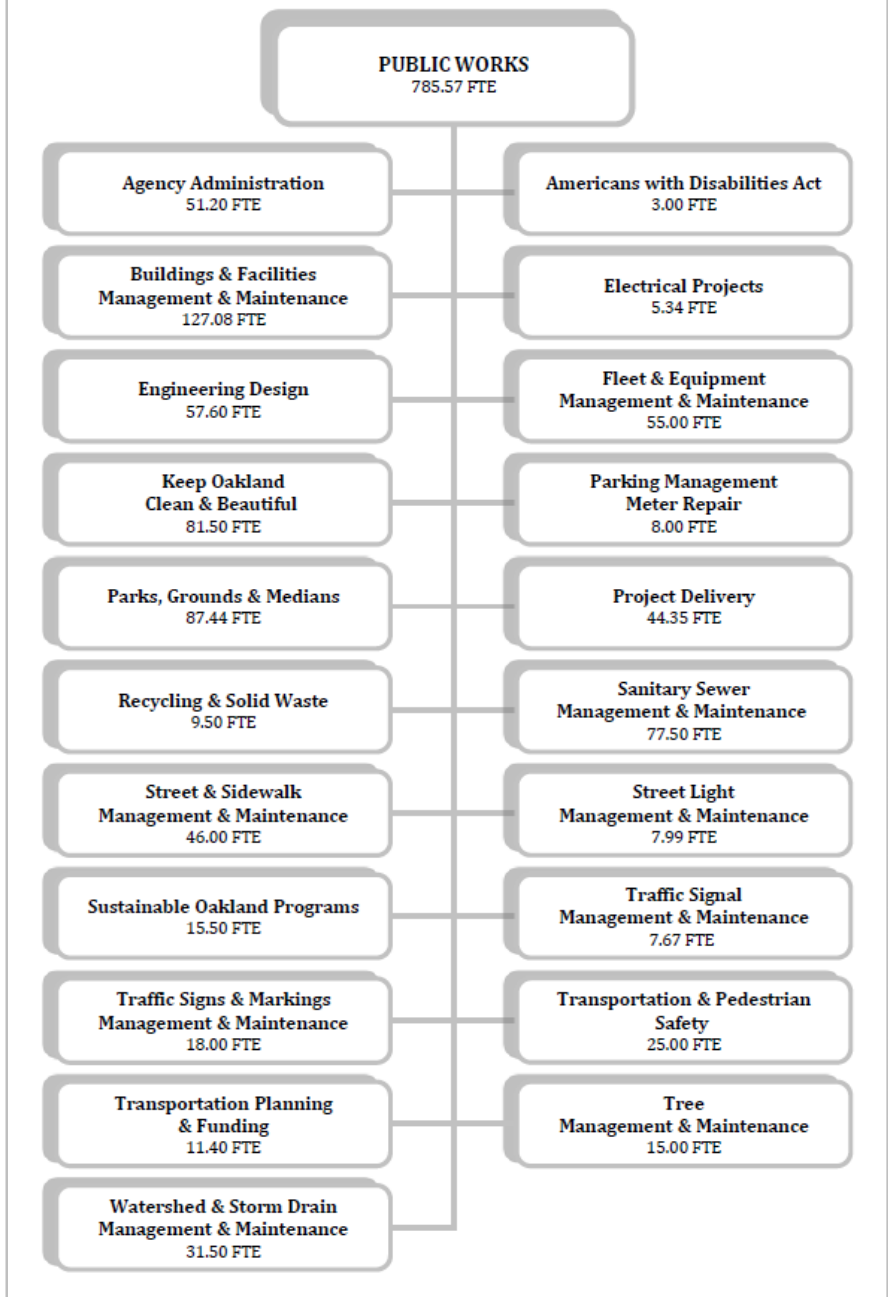 PUBLIC WORKS
785.57 FTE
Agency Administration
51.20 FTE
Americans with Disabilities Act
3.00 FTE
Buildings & Facilities
Management & Maintenance
127.08 FTE
Electrical Projects
5.34 FTE
Engineering Design
57.60 FTE
Fleet & Equipment
Management & Maintenance
55.00 FTE
Keep Oakland
Clean & Beautiful
81.50 FTE
Parking Management
Meter Repair
8.00 FTE
Parks, Grounds & Medians
87.44 FTE
Project Delivery
44.35 FTE
Recycling & Solid Waste
9.50 FTE
Sanitary Sewer
Management & Maintenance
77.50 FTE
Street & Sidewalk
Management & Maintenance
46.00 FTE
Street Light
Management & Maintenance
7.99 FTE
Sustainable Oakland Programs
15.50 FTE
Traffic Signal
Management & Maintenance
7.67 FTE
Traffic Signs & Markings
Management & Maintenance
18.00 FTE
Transportation & Pedestrian
Safety
25.00 FTE
Transportation Planning
& Funding
11.40 FTE
Tree
Management & Maintenance
15.00 FTE
Watershed & Storm Drain
Management & Maintenance
31.50 FTE